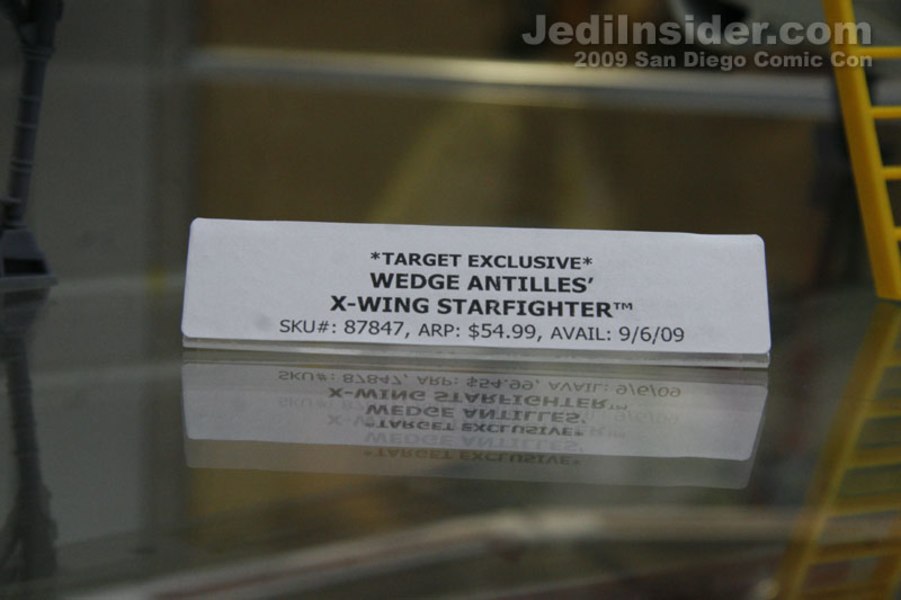 JediInsider.com
2009 San Diego Comic Con
*TARGET EXCLUSIVE*
WEDGE ANTILLES'
X-WING STARFIGHTER™
SKU#: 87847, ARP: $54.99, AVAIL: 9/6/09